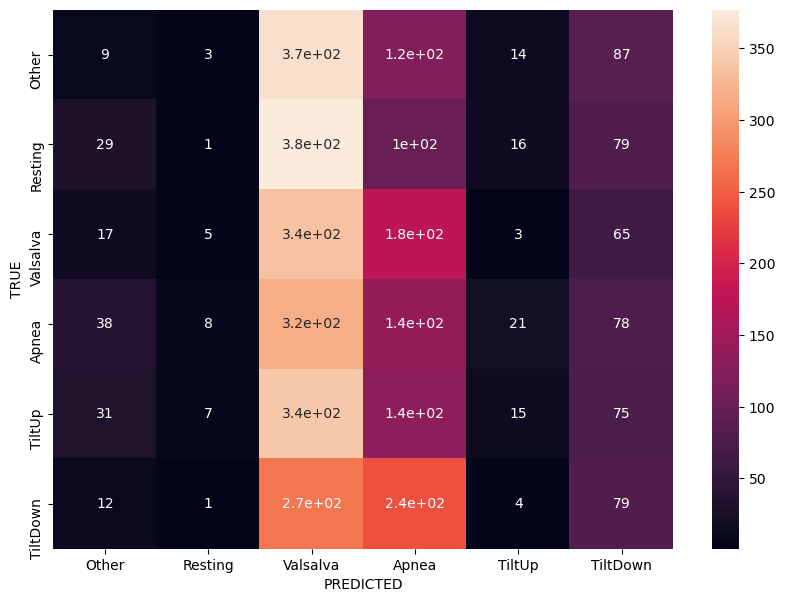 Other 9 3 3.7e+02 1.2e+02 14 87
Resting 29 1 3.8e+02 1e+02 16 79
Valsalva 17 5 3.4e+02 1.8e+02 3 65
Apnea 38 8 3.2e+02 1.4e+02 21 78
TiltUp 31 7 3.4e+02 1.4e+02 15 75
TiltDown 12 1 2.7e+02 2.4e+02 4 79
TRUE
Other Resting Valsalva Apnea TiltUp TiltDown
PREDICTED
350
300
250
200
150
100
50